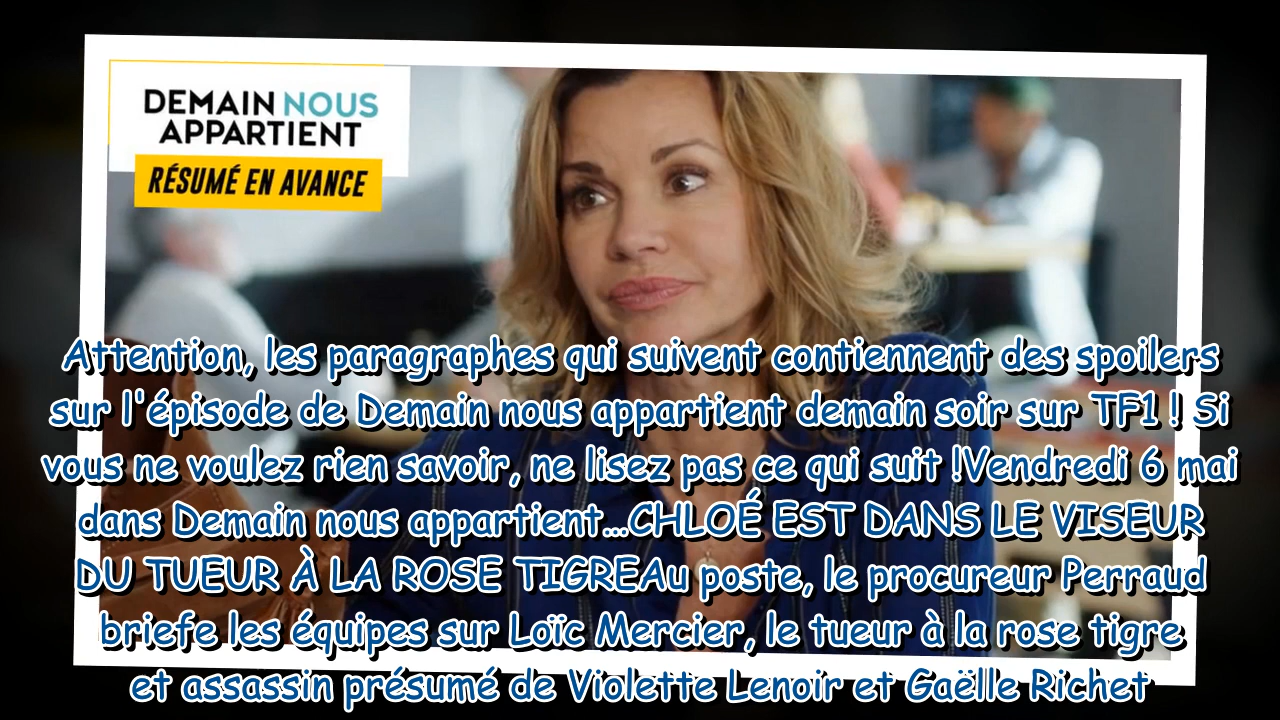 DEMAIN NOUS
APPARTIENT
RÉSUMÉ EN AVANCE
Attention, les paragraphes qui suivent contiennent des spoilers
sur l'épisode de Demain nous appartient demain soir sur TF1 ! Si
vous ne voulez rien savoir, ne lisez pas ce qui suit !Vendredi 6 mai
dans Demain nous appartient...CHLOÉ EST DANS LE VISEUR
DU TUEUR À LA ROSE TIGREAu poste, le procureur Perraud
briefe les équipes sur Loïc Mercier, le tueur à la rose tigre
et assassin présumé de Violette Lenoir et Gaëlle Richet